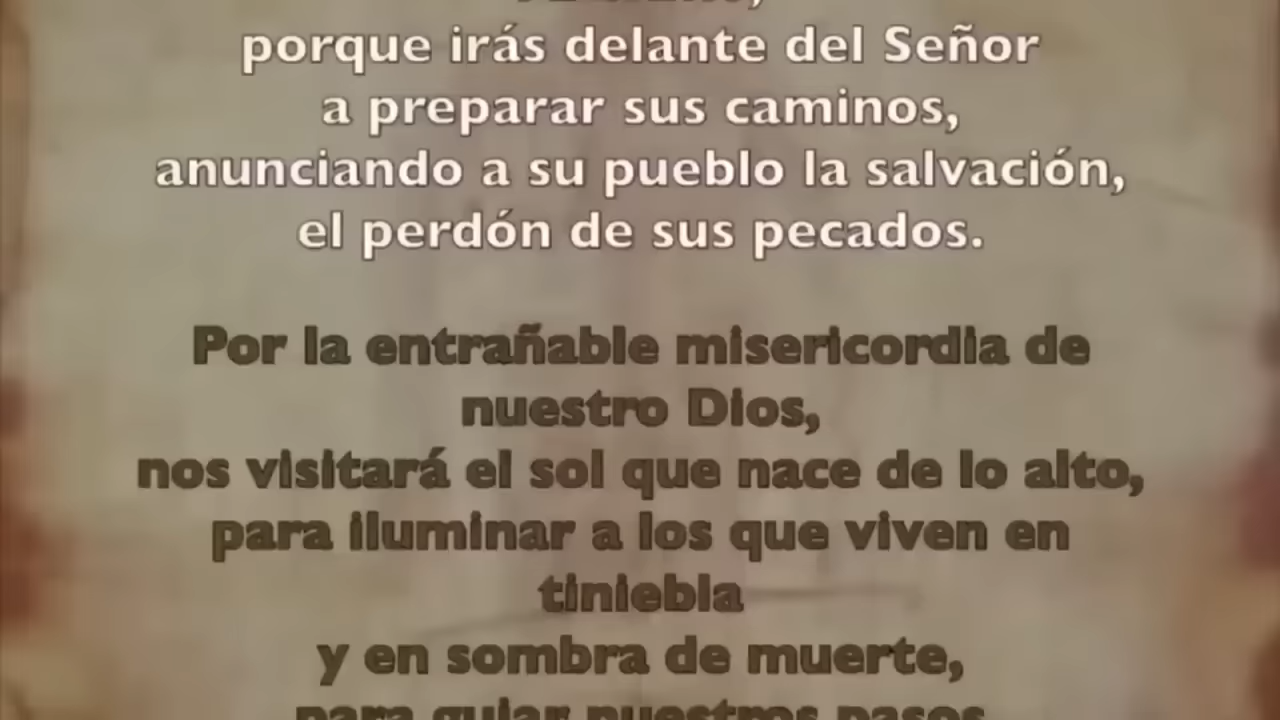 porque irás delante del Señor
a preparar sus caminos,
anunciando a su pueblo la salvación,
el perdón de sus pecados.
Por la entrañable misericordia de
nuestro Dios,
nos visitará el sol que nace de lo alto,
para iluminar a los que viven en
tiniebla
y en sombra de muerte,
para guiar nuestros pasos